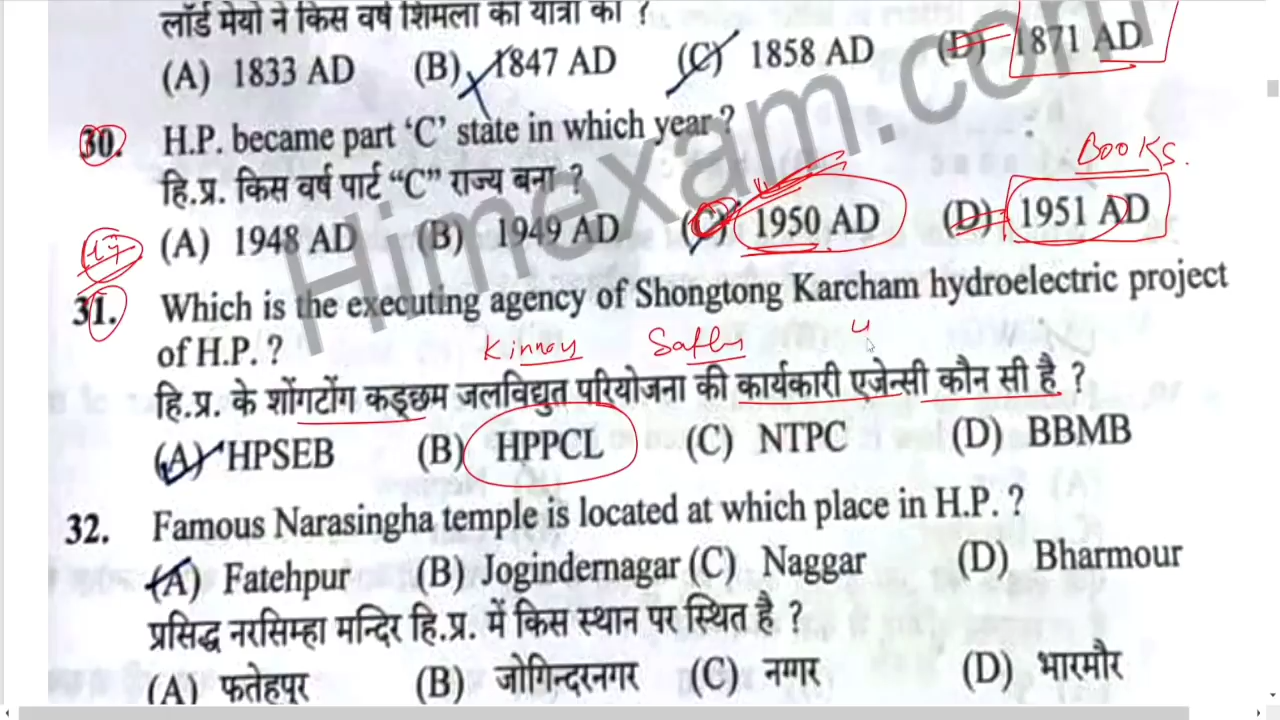 लॉर्ड मेयो ने किस वर्ष शिमला की यात्रा की ?
(A) 1833 AD (B) 1847 AD (C) 1858 AD (D) 1871 AD
30. H.P. became part ‘C’ state in which year ?
Books.
हि.प्र. किस वर्ष पार्ट “C” राज्य बना ?
(A) 1948 AD (B) 1949 AD (C) 1950 AD (D) 1951 AD
31. Which is the executing agency of Shongtong Karcham hydroelectric project
of H.P. ?
हि.प्र. के शोंगटोंग कड़छम जलविद्युत परियोजना की कार्यकारी एजेन्सी कौन सी है ?
(A) HPSEB (B) HPPCL (C) NTPC (D) BBMB
32. Famous Narasingha temple is located at which place in H.P. ?
(A) Fatehpur (B) Jogindernagar (C) Naggar (D) Bharmour
प्रसिद्ध नरसिम्हा मन्दिर हि.प्र. में किस स्थान पर स्थित है ?
(A) फतेहपुर (B) जोगिन्दरनगर (C) नग्गर (D) भारमौर
Himexam.com